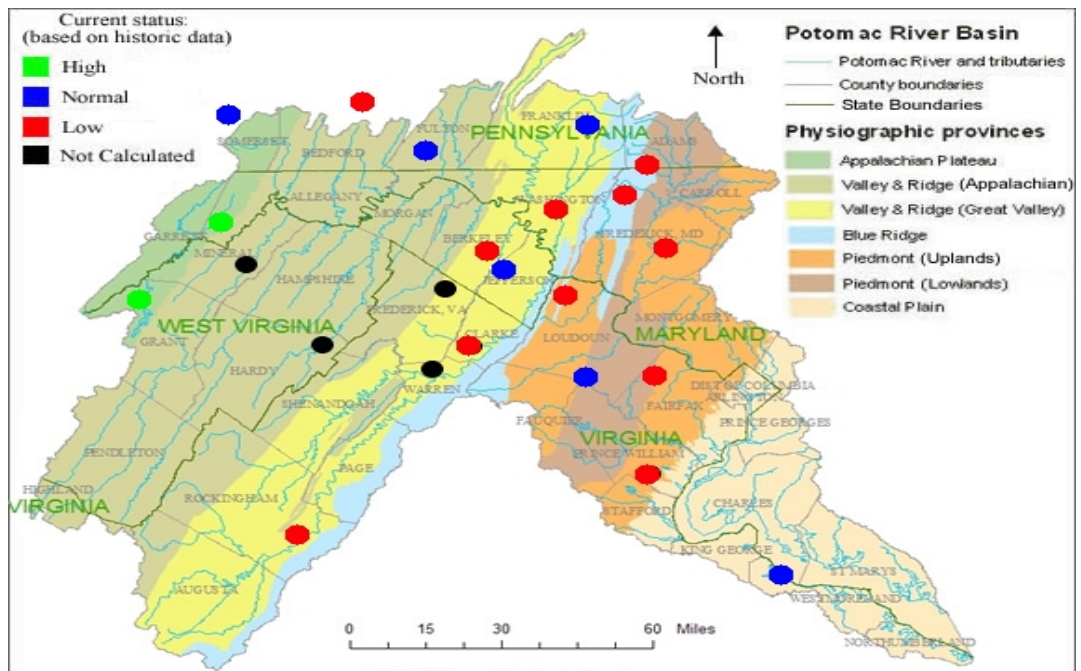 Current status:
(based on historic data)
High
Normal
Low
Not Calculated
North
Potomac River Basin
Potomac River and tributaries
County boundaries
State Boundaries
Physiographic provinces
Appalachian Plateau
Valley & Ridge (Appalachian)
Valley & Ridge (Great Valley)
Blue Ridge
Piedmont (Uplands)
Piedmont (Lowlands)
Coastal Plain
SOMERSET
BEDFORD
FULTON
FRANKLIN
PENNSYLVANIA
ADAMS
ALLEGANY
WASHINGTON
CARROLL
GARRETT
MINERAL
MORGAN
BERKELEY
FREDERICK, MD
HAMPSHIRE
JEFFERSON
FREDERICK, VA
WEST VIRGINIA
CLARKE
LOUDOUN
MONTGOMERY
MARYLAND
GRANT
HARDY
WARREN
DIST OF COLUMBIA
ARLINGTON
SHENANDOAH
FAIRFAX
FAUQUIER
PRINCE GEORGES
VIRGINIA
PRINCE WILLIAM
PENDLETON
PAGE
HIGHLAND
VIRGINIA
ROCKINGHAM
CHARLES
STAFFORD
KING GEORGE
ST MARYS
AUGUSTA
WESTMORELAND
NORTHUMBERLAND
0 15 30 60 Miles